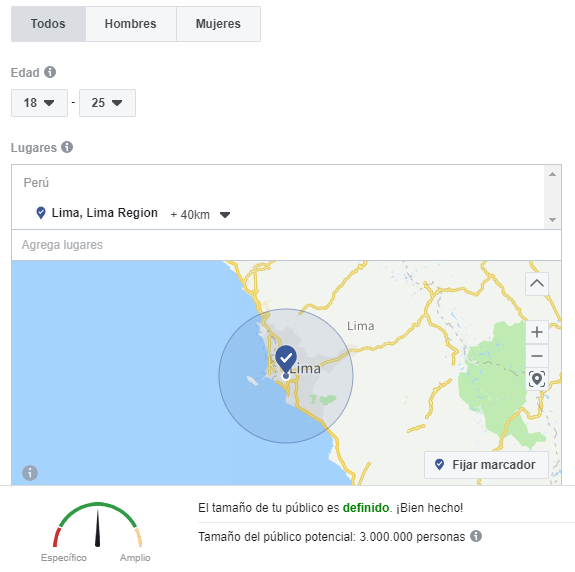 Todos Hombres Mujeres
Edad
18 - 25
Lugares
Perú
Lima, Lima Region + 40km
Agrega lugares
Lima
Lima
Fijar marcador
El tamaño de tu público es definido. ¡Bien hecho!
Tamaño del público potencial: 3.000.000 personas
Específico Amplio